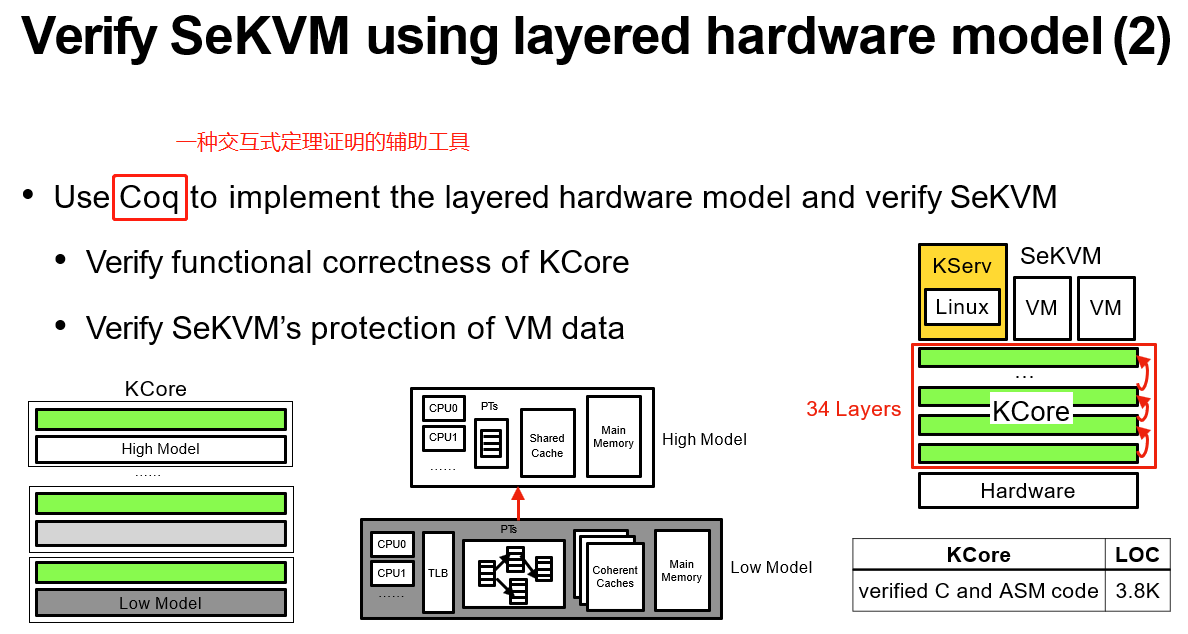 Verify SeKVM using layered hardware model (2)
一种交互式定理证明的辅助工具
• Use Coq to implement the layered hardware model and verify SeKVM
• Verify functional correctness of KCore
• Verify SeKVM’s protection of VM data
KServ
Linux
SeKVM
VM
VM
...
KCore
34 Layers
Hardware
KCore
High Model
......
Low Model
CPU0
CPU1
......
PTs
Shared
Cache
Main
Memory
High Model
CPU0
CPU1
......
TLB
PTs
Coherent
Caches
Main
Memory
Low Model
KCore LOC
verified C and ASM code 3.8K